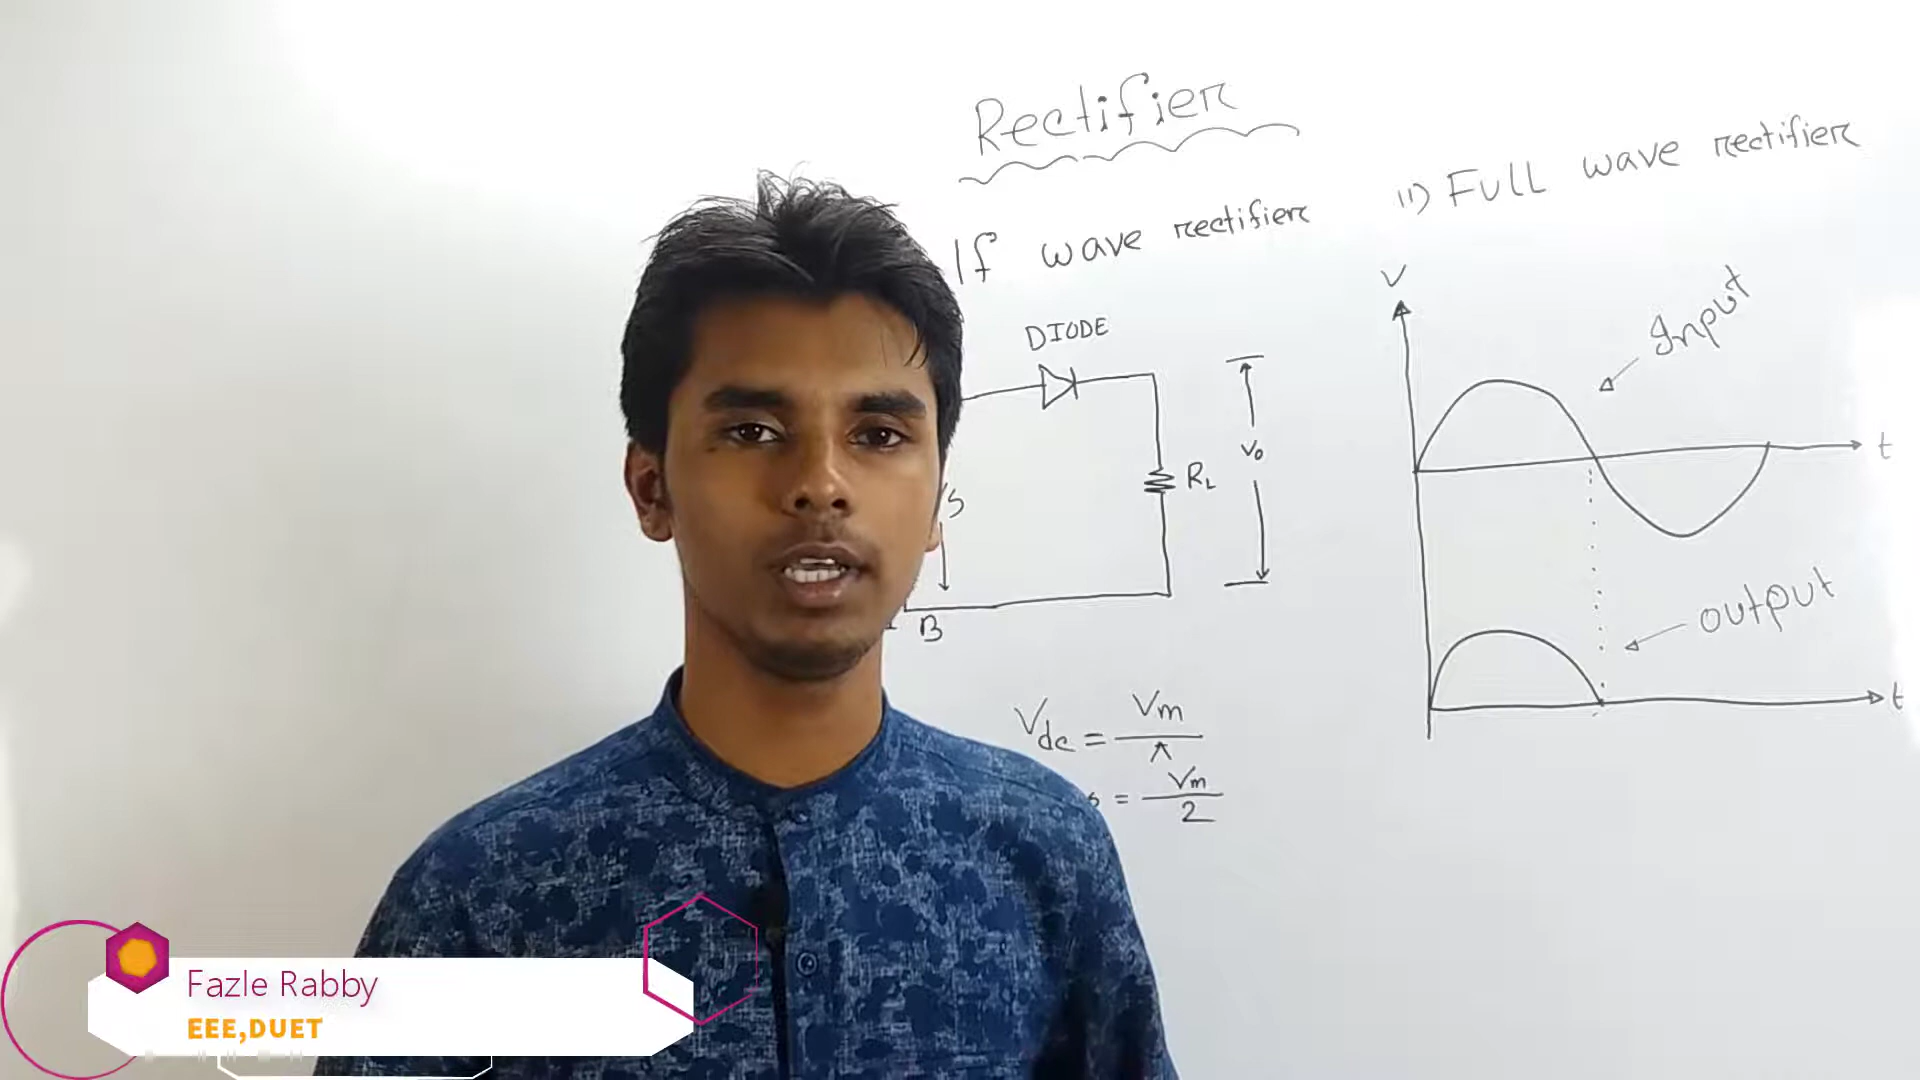 Rectifier
lf wave rectifier
11) Full wave rectifier
DIODE
V
Input
t
Vo
RL
S
B
output
t
Vdc = Vm
π
s = Vm
2
Fazle Rabby
EEE,DUET